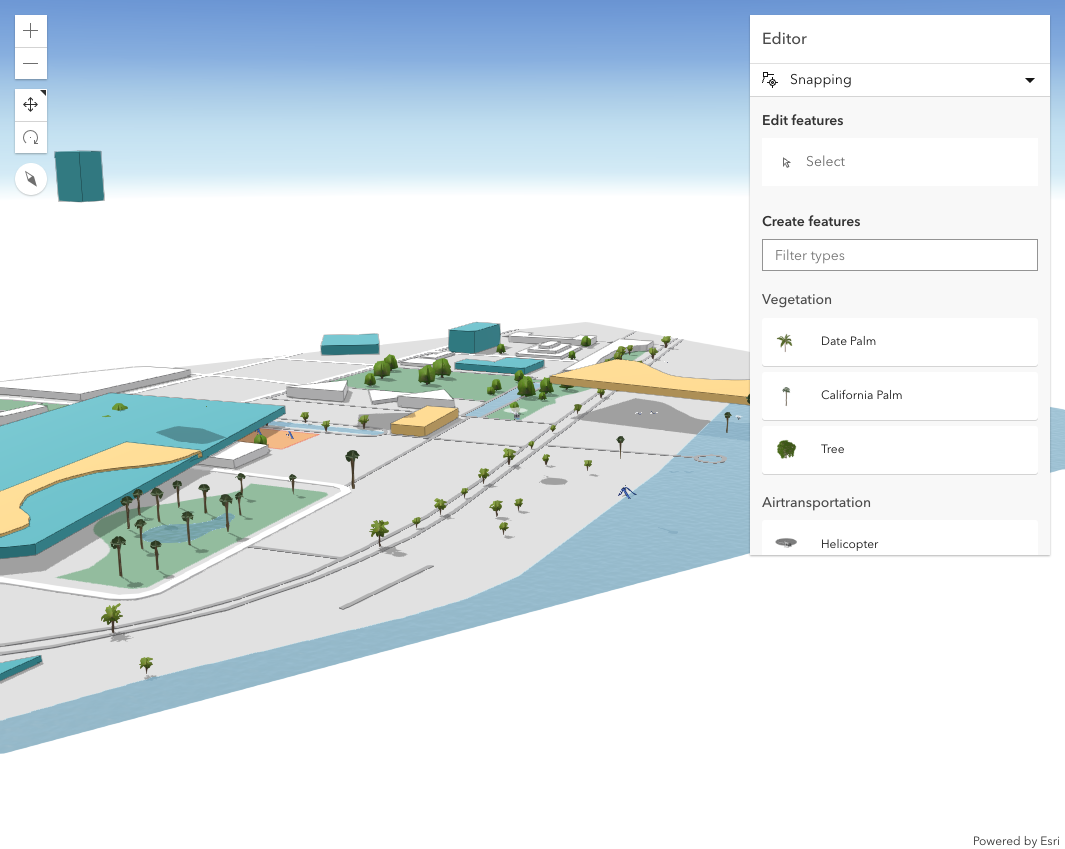 Editor
Snapping
Edit features
Select
Create features
Filter types
Vegetation
Date Palm
California Palm
Tree
Airtransportation
Helicopter
Powered by Esri